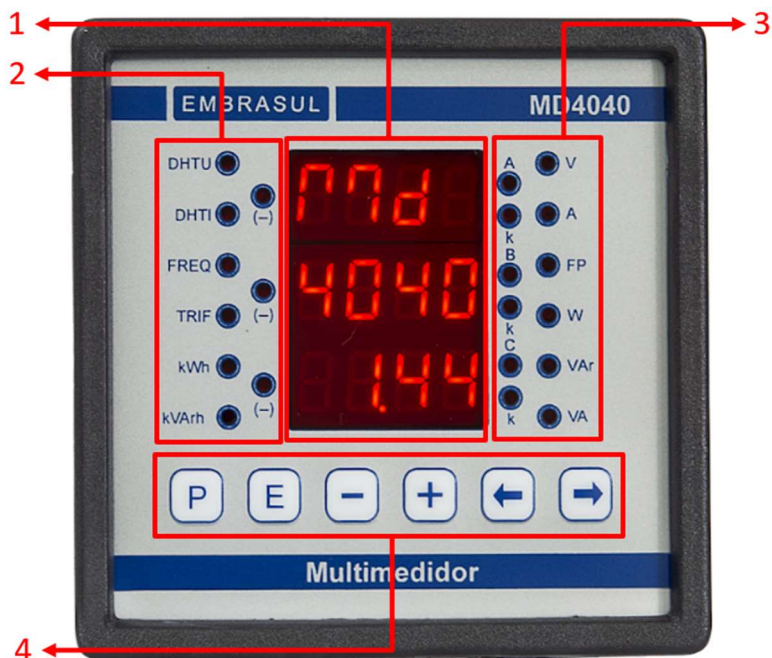 1
3
2
EMBRASUL MD4040
DHTU
(–)
DHTI
FREQ
(–)
TRIF
kWh
(–)
kVArh
Md
4040
1.44
A V
A
k
B
FP
k W
C
VAr
k VA
P E − + ← →
Multimedidor
4